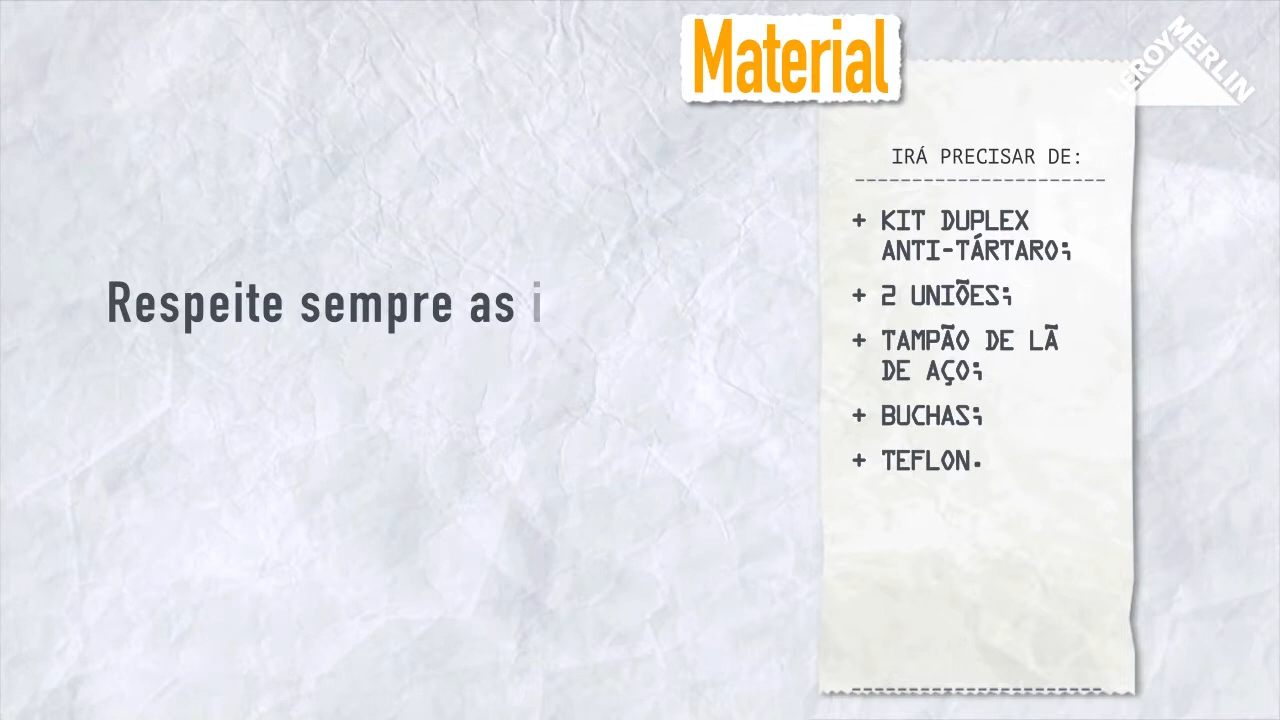 Material
LEROY MERLIN
IRÁ PRECISAR DE:
+ KIT DUPLEX
ANTI-TÁRTARO;
+ 2 UNIÕES;
+ TAMPÃO DE LÃ
DE AÇO;
+ BUCHAS;
+ TEFLON.
Respeite sempre as i